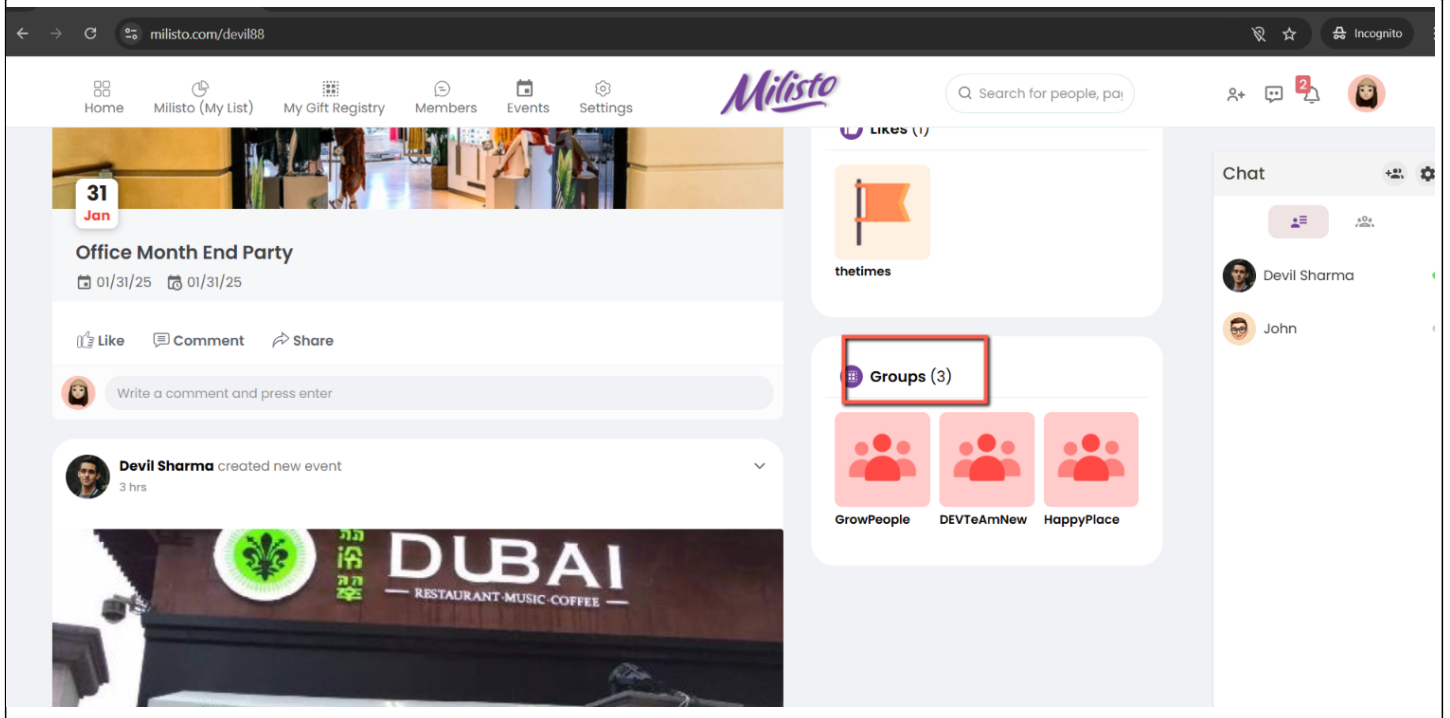 milisto.com/devil88
Incognito
Home
Milisto (My List)
My Gift Registry
Members
Events
Settings
Milisto
Search for people, pa
2
Likes (1)
31
Jan
Office Month End Party
01/31/25 01/31/25
Like Comment Share
Write a comment and press enter
Devil Sharma created new event
3 hrs
DUBAI
RESTAURANT·MUSIC·COFFEE
thetimes
Groups (3)
GrowPeople DEVTeAmNew HappyPlace
Chat
Devil Sharma
John